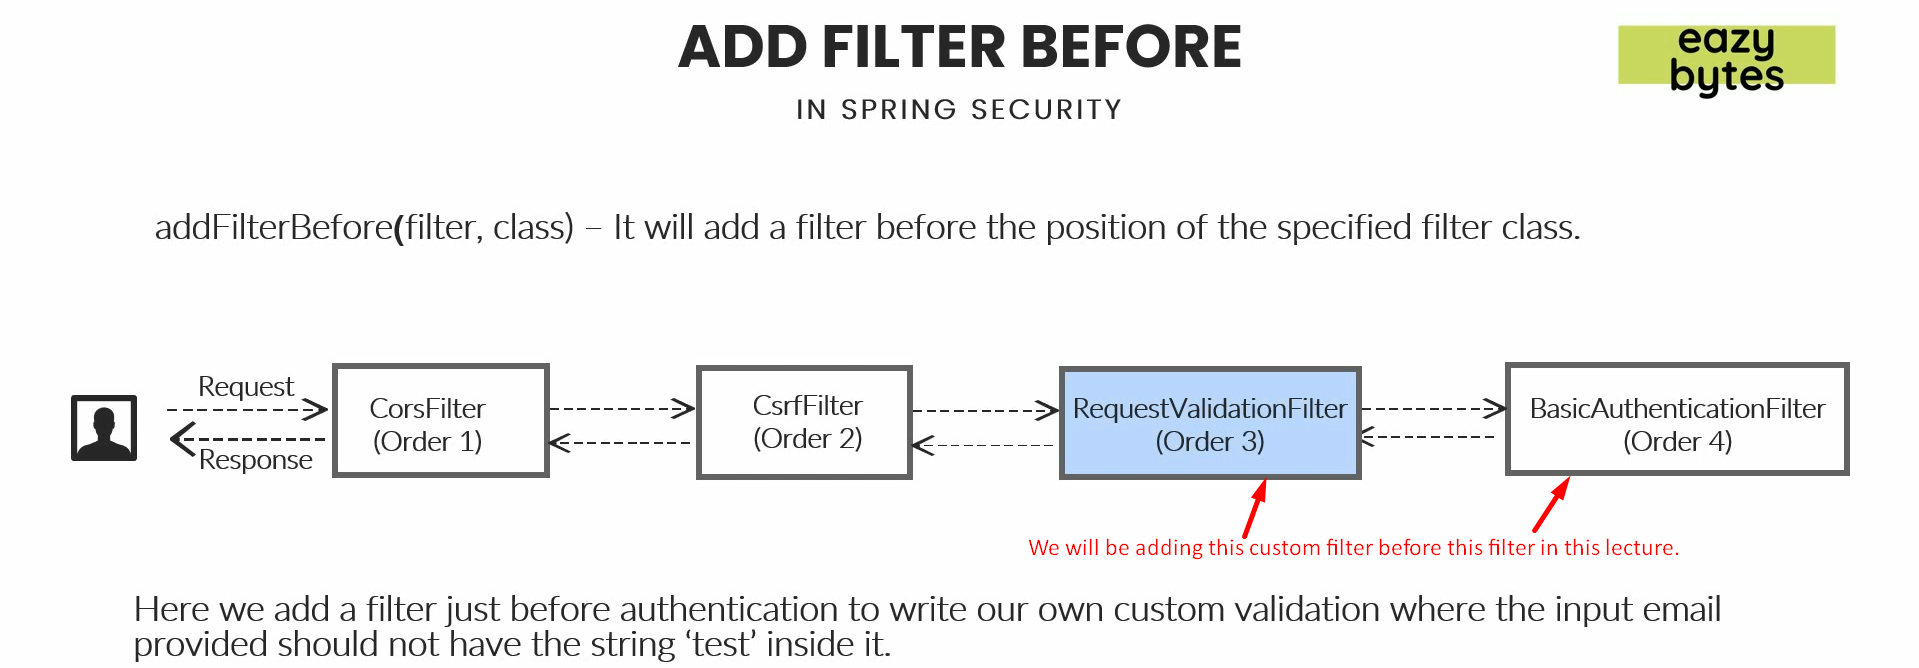 ADD FILTER BEFORE
IN SPRING SECURITY
eazy
bytes
addFilterBefore(filter, class) – It will add a filter before the position of the specified filter class.
Request
Response
CorsFilter
(Order 1)
CsrfFilter
(Order 2)
RequestValidationFilter
(Order 3)
BasicAuthenticationFilter
(Order 4)
We will be adding this custom filter before this filter in this lecture.
Here we add a filter just before authentication to write our own custom validation where the input email
provided should not have the string ‘test’ inside it.